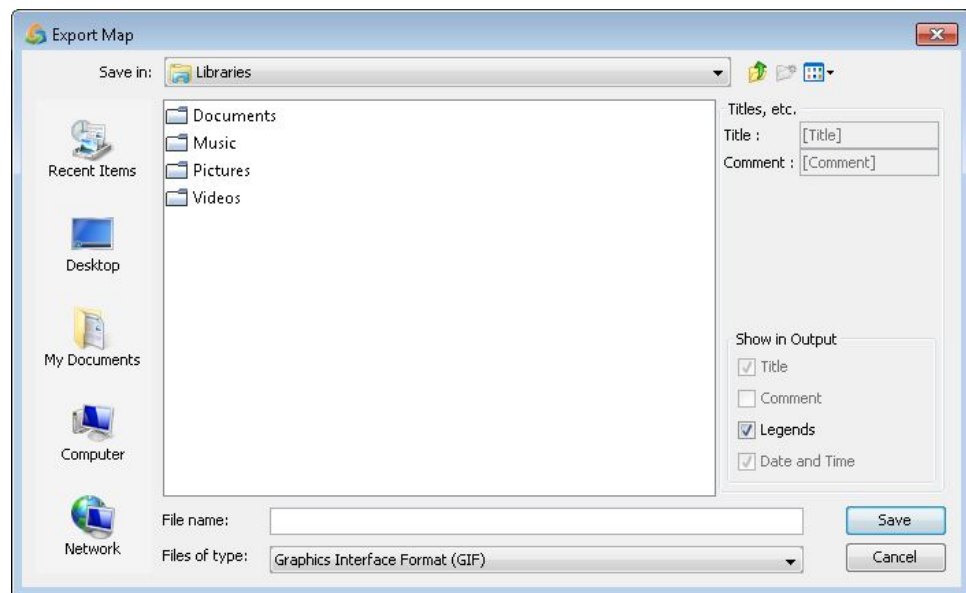 Export Map
Save in:
Libraries
Recent Items
Desktop
My Documents
Computer
Network
Documents
Music
Pictures
Videos
Titles, etc.
Title :
[Title]
Comment :
[Comment]
Show in Output
Title
Comment
Legends
Date and Time
File name:
Save
Files of type:
Graphics Interface Format (GIF)
Cancel